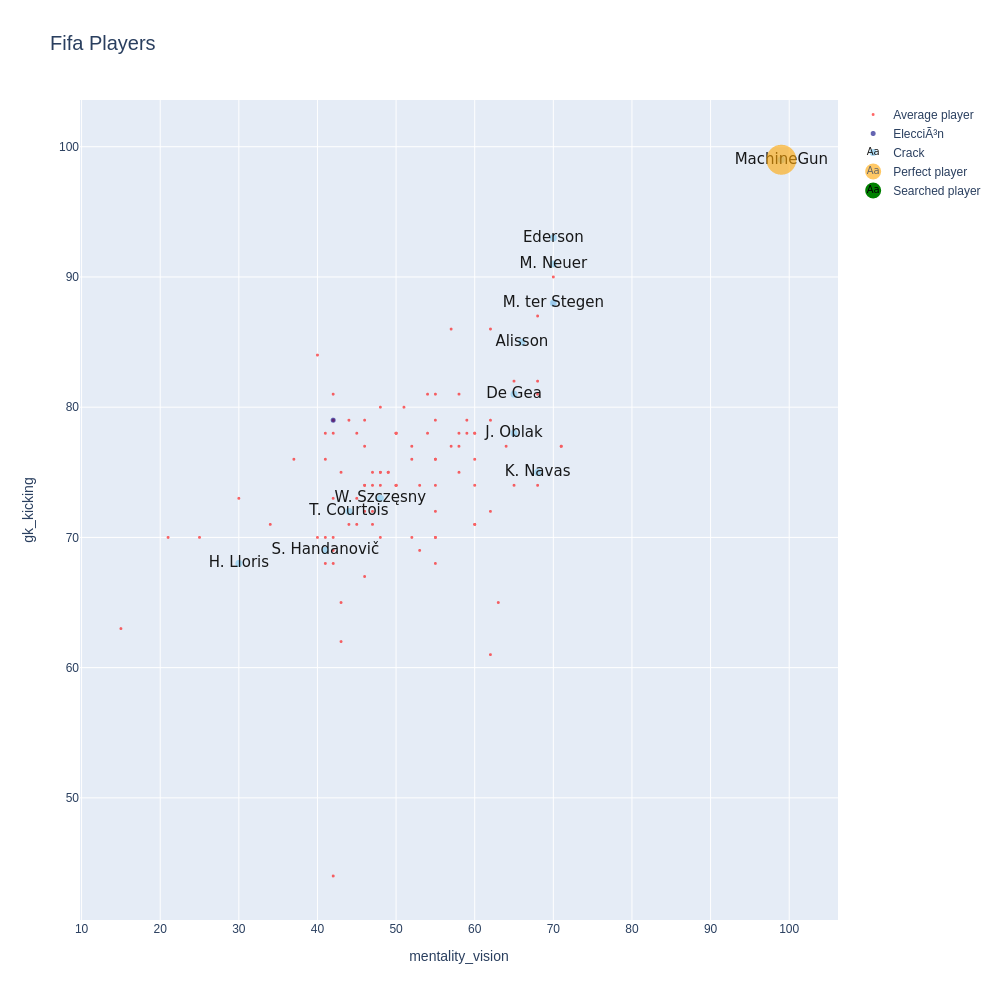 Fifa Players
Average player
ElecciÃ³n
Aa Crack
Aa Perfect player
Aa Searched player
MachineGun
Ederson
M. Neuer
M. ter Stegen
Alisson
De Gea
J. Oblak
K. Navas
W. Szczęsny
T. Courtois
S. Handanovič
H. Lloris
100
90
80
70
60
50
gk_kicking
10 20 30 40 50 60 70 80 90 100
mentality_vision